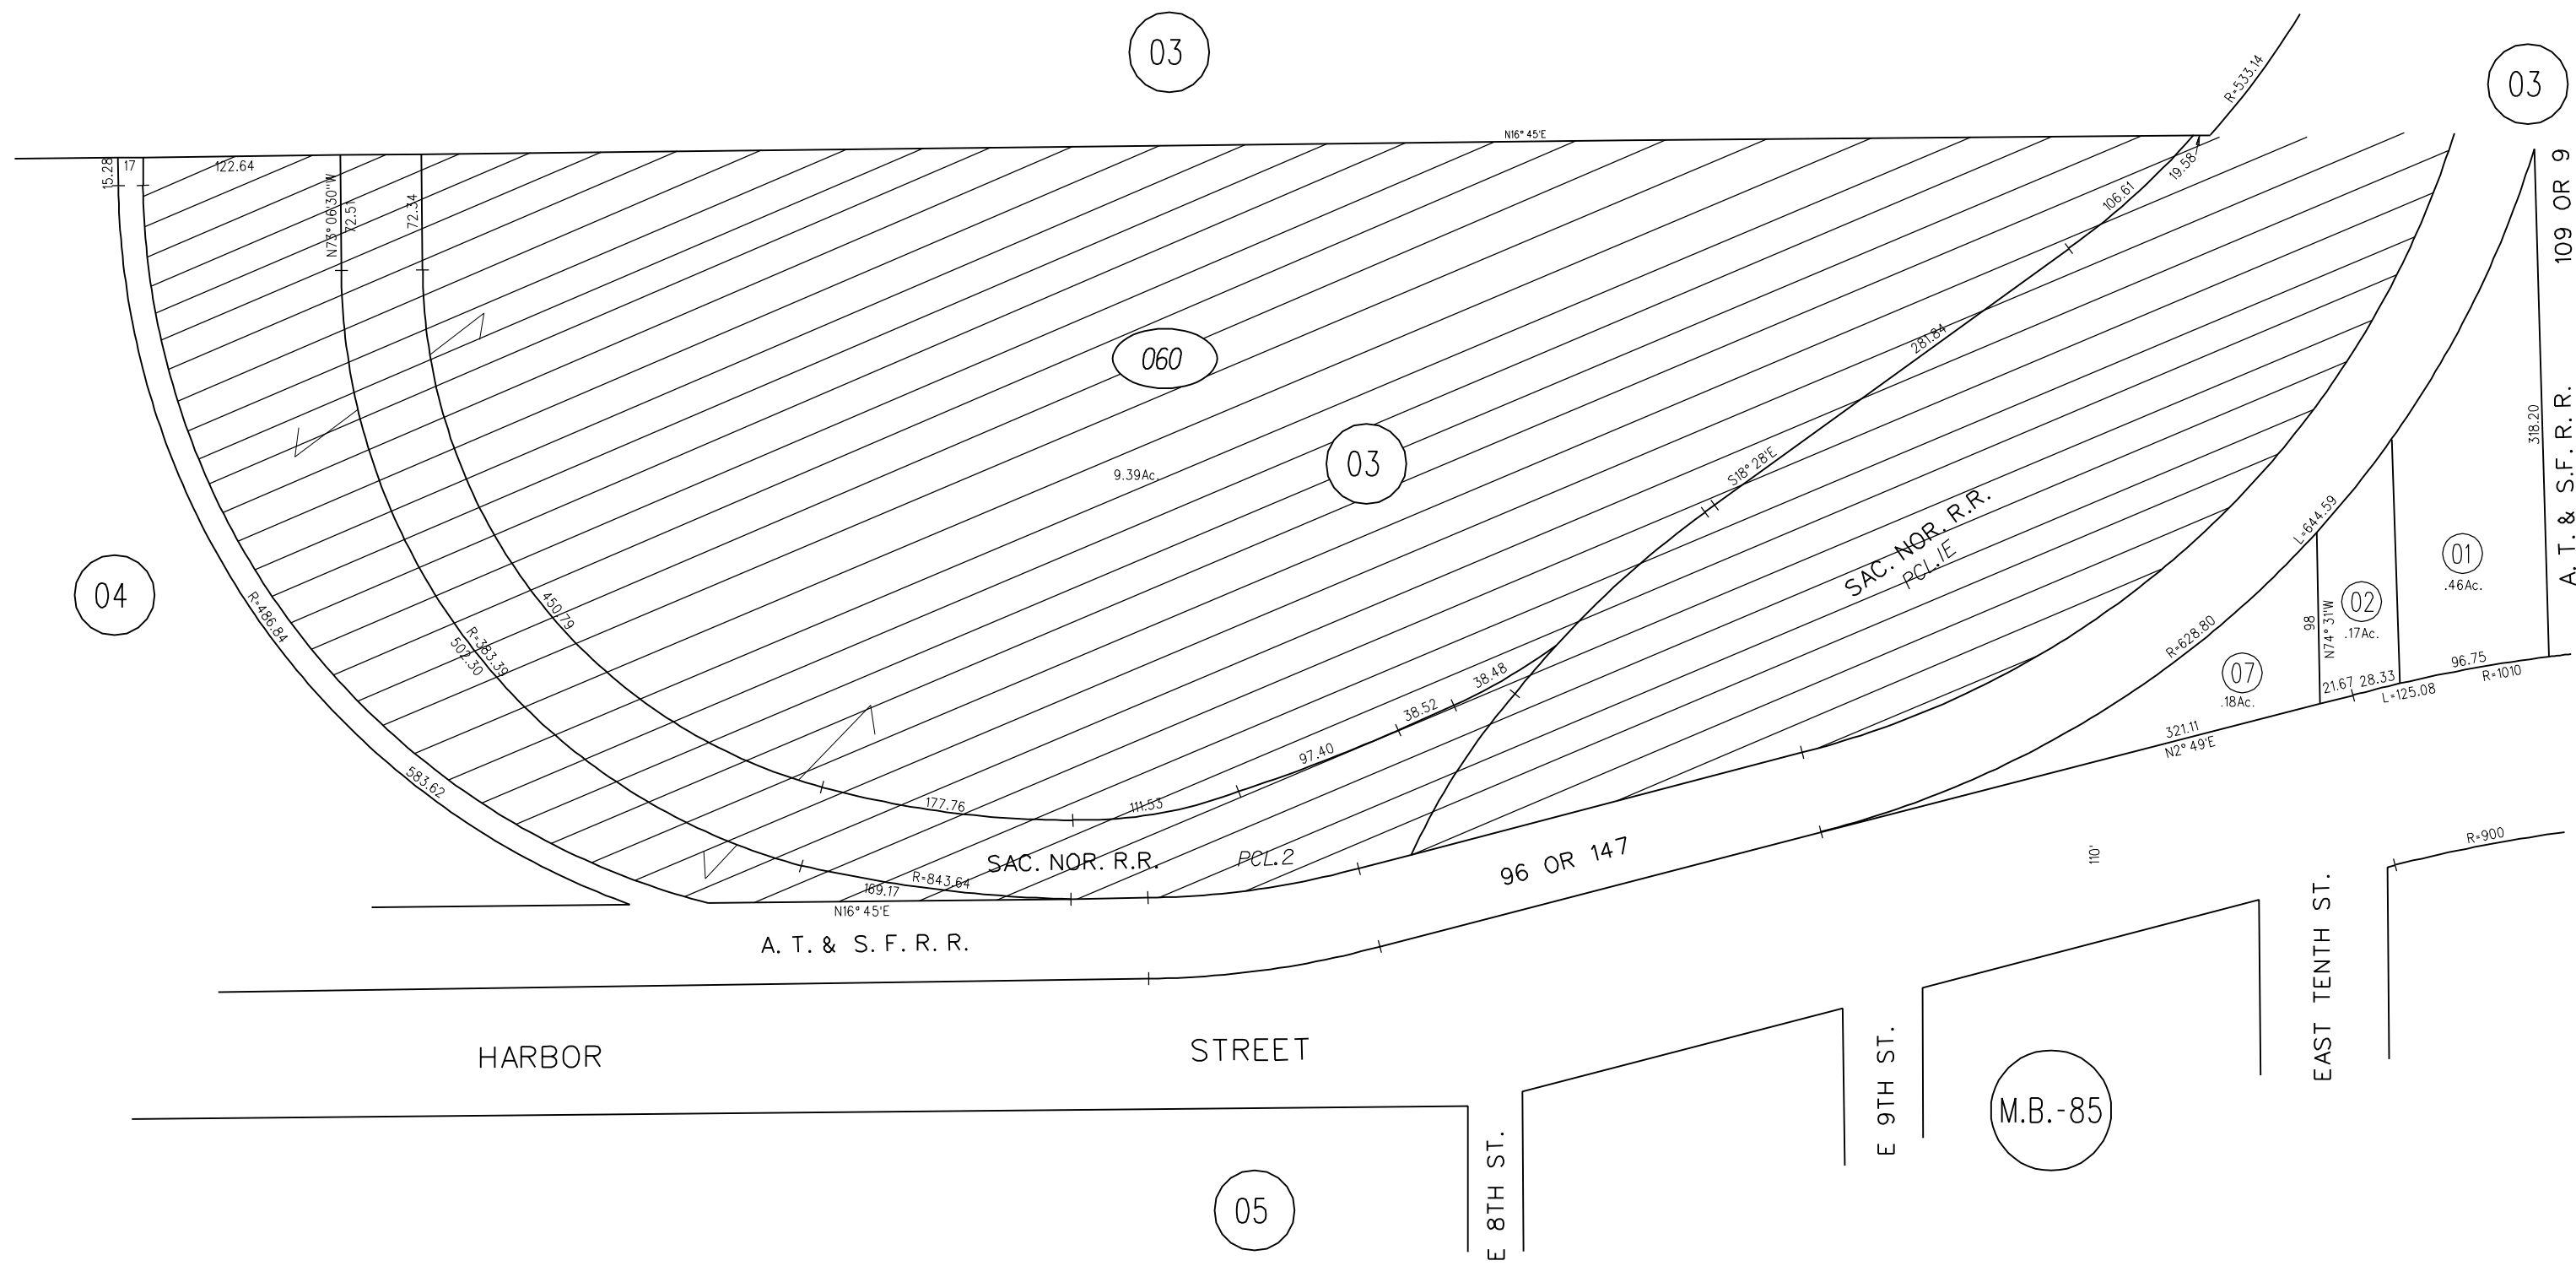 03
03
N16° 45'E
R=533.14
15.28
17
122.64
N73° 06'30"W
72.51
72.34
19.58
106.61
109 OR 9
060
281.84
9.39Ac.
03
S18° 28'E
318.20
A. T. & S.F. R. R.
SAC. NOR. R.R.
PCL.1E
L=644.59
01
.46Ac.
04
R=486.84
450.79
R=383.39
502.30
02
.17Ac.
98
N74° 31'W
R=628.80
07
.18Ac.
21.67
28.33
96.75
R=1010
L=125.08
38.48
38.52
97.40
321.11
N2° 49'E
583.62
177.76
111.53
SAC. NOR. R.R.
PCL.2
96 OR 147
R=843.64
169.17
N16° 45'E
110'
R=900
A. T. & S. F. R. R.
HARBOR STREET
E 8TH ST.
E 9TH ST.
EAST TENTH ST.
M.B.-85
05